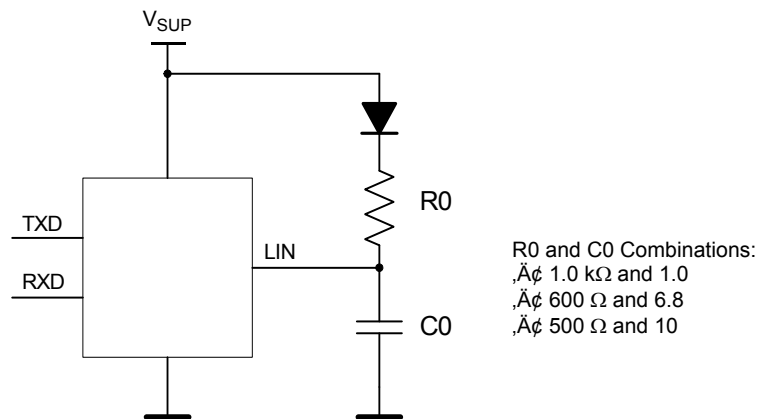 VSUP
TXD
RXD
LIN
R0
C0
R0 and C0 Combinations:
‚Ä¢ 1.0 kΩ and 1.0
‚Ä¢ 600 Ω and 6.8
‚Ä¢ 500 Ω and 10